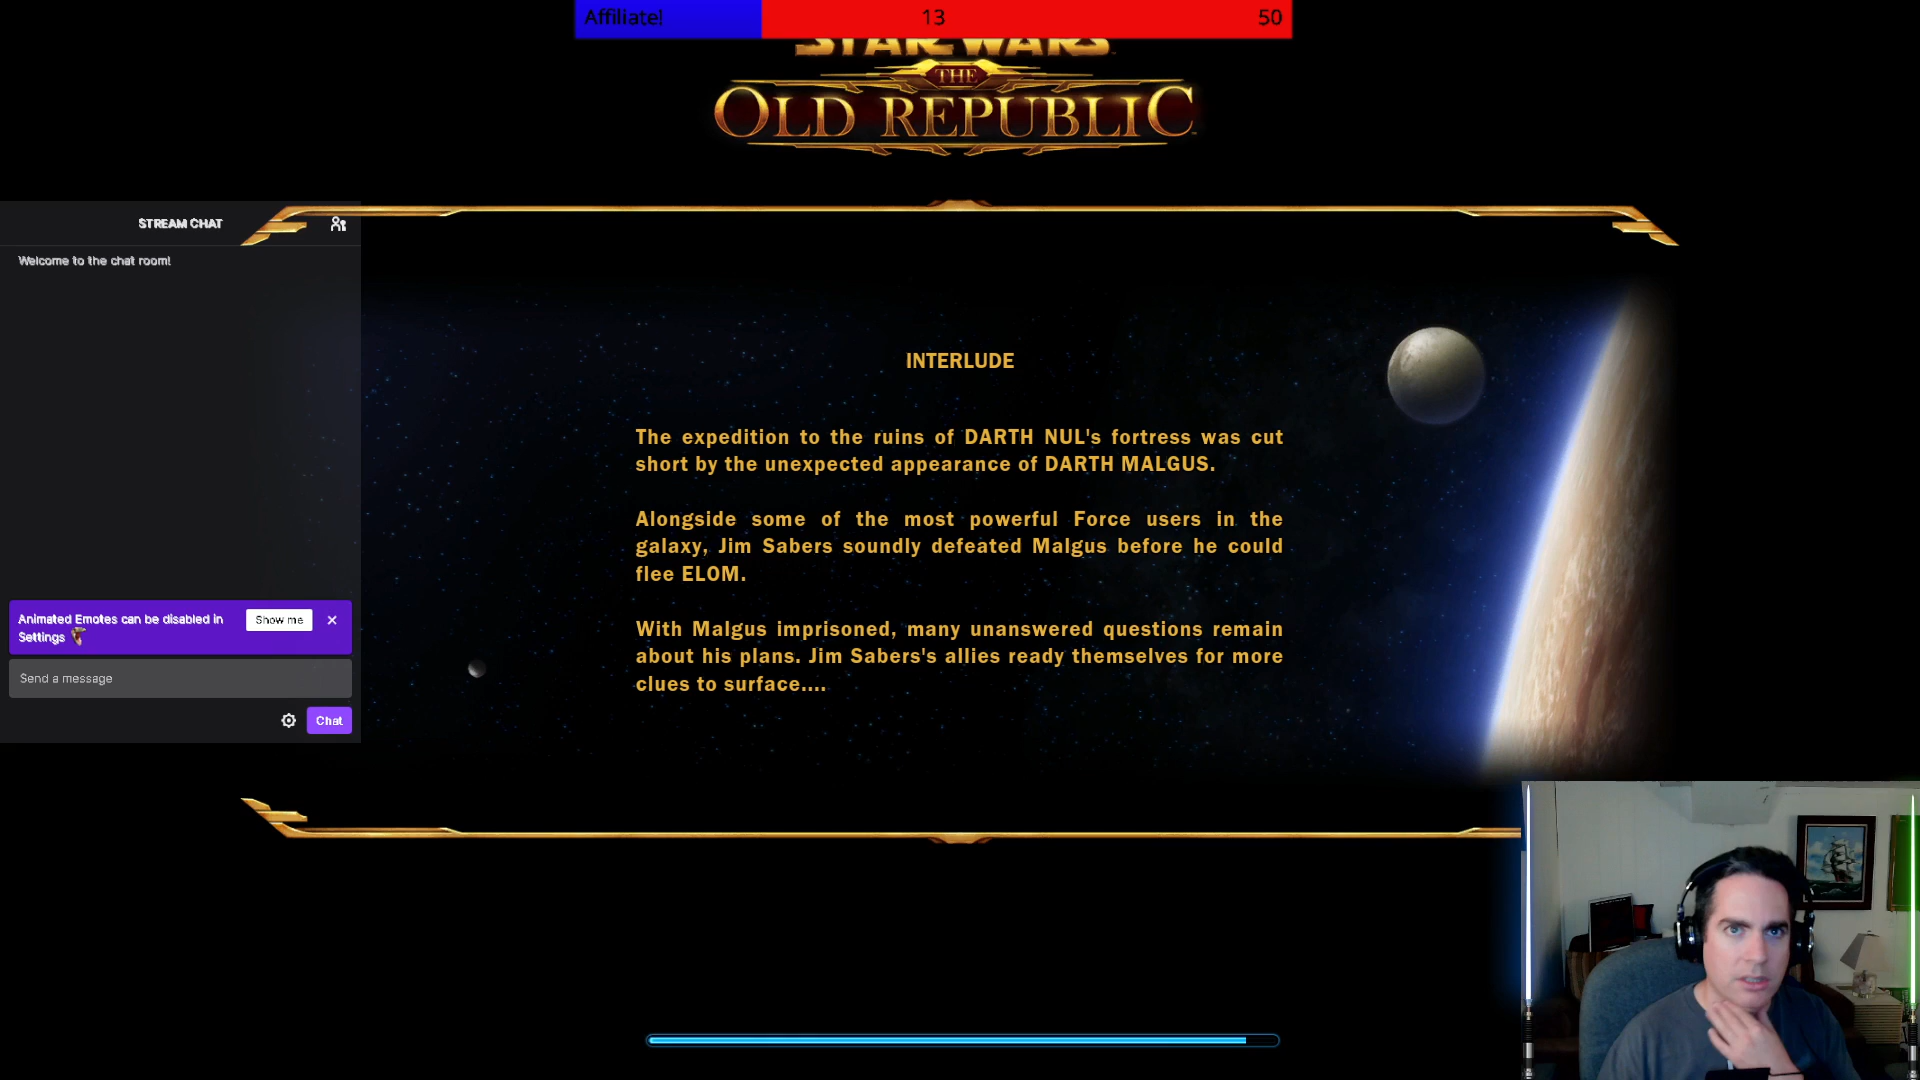 Affiliate! 13 50
STAR WARS
THE
OLD REPUBLIC
STREAM CHAT
Welcome to the chat room!
INTERLUDE
The expedition to the ruins of DARTH NUL's fortress was cut
short by the unexpected appearance of DARTH MALGUS.
Alongside some of the most powerful Force users in the
galaxy, Jim Sabers soundly defeated Malgus before he could
flee ELOM.
With Malgus imprisoned, many unanswered questions remain
about his plans. Jim Sabers's allies ready themselves for more
clues to surface....
Animated Emotes can be disabled in
Settings
Show me
Send a message
Chat